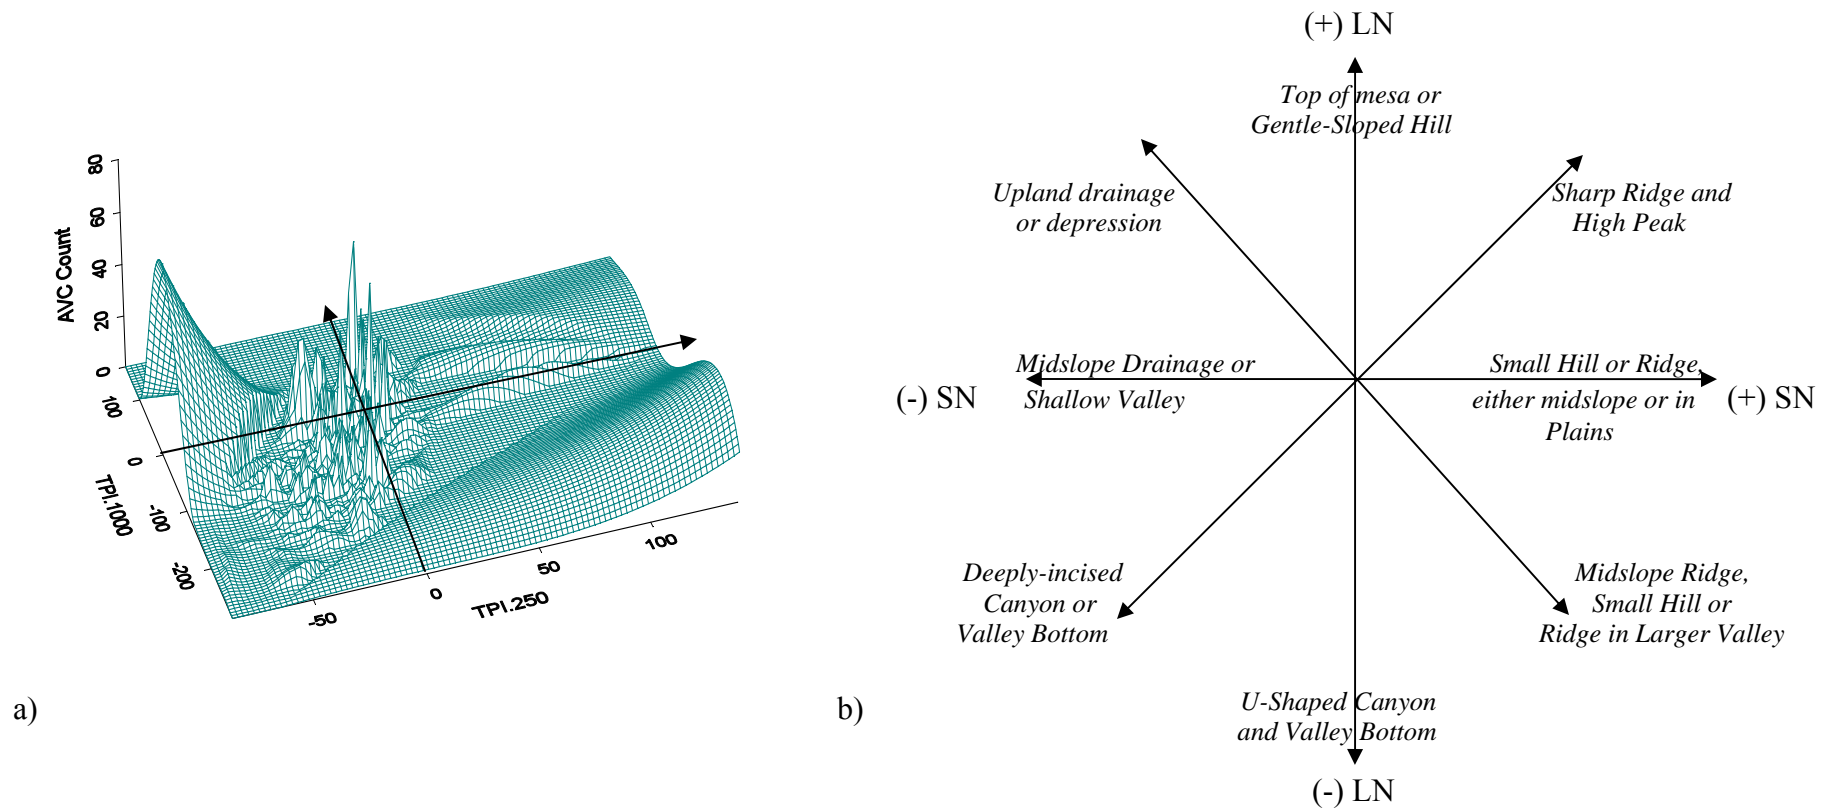 80
60
40
20
0
AVC Count
100
0
-100
-200
TPI.1000
-50
0
50
100
TPI.250
a)
(+) LN
Top of mesa or
Gentle-Sloped Hill
Upland drainage
or depression
Sharp Ridge and
High Peak
Midslope Drainage or
Shallow Valley
(-) SN
Small Hill or Ridge,
either midslope or in
Plains
(+) SN
Deeply-incised
Canyon or
Valley Bottom
Midslope Ridge,
Small Hill or
Ridge in Larger Valley
U-Shaped Canyon
and Valley Bottom
(-) LN
b)